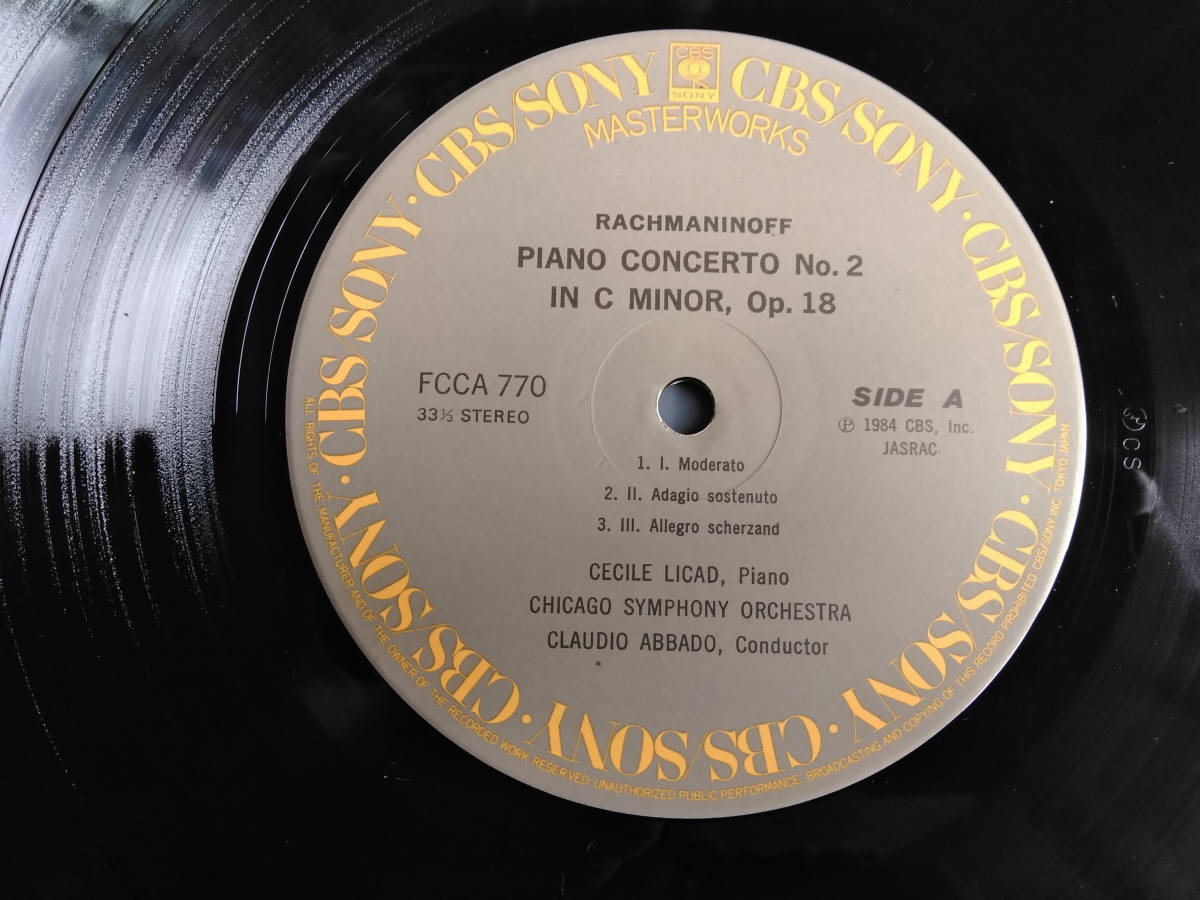 CBS
SONY
CBS/SONY · CBS/SONY · CBS/SONY · CBS/SONY · CBS/SONY · CBS/SONY · CBS/SONY · CBS/SONY
MASTERWORKS
RACHMANINOFF
PIANO CONCERTO No. 2
IN C MINOR, Op. 18
FCCA 770
33⅓ STEREO
SIDE A
Ⓟ 1984 CBS, Inc.
JASRAC
1. I. Moderato
2. II. Adagio sostenuto
3. III. Allegro scherzand
CECILE LICAD, Piano
CHICAGO SYMPHONY ORCHESTRA
CLAUDIO ABBADO, Conductor
ALL RIGHTS OF THE MANUFACTURER AND OF THE OWNER OF THE RECORDED WORK RESERVED UNAUTHORIZED PUBLIC PERFORMANCE BROADCASTING AND COPYING OF THIS RECORD PROHIBITED CBS/SONY INC. TOKYO JAPAN
CS